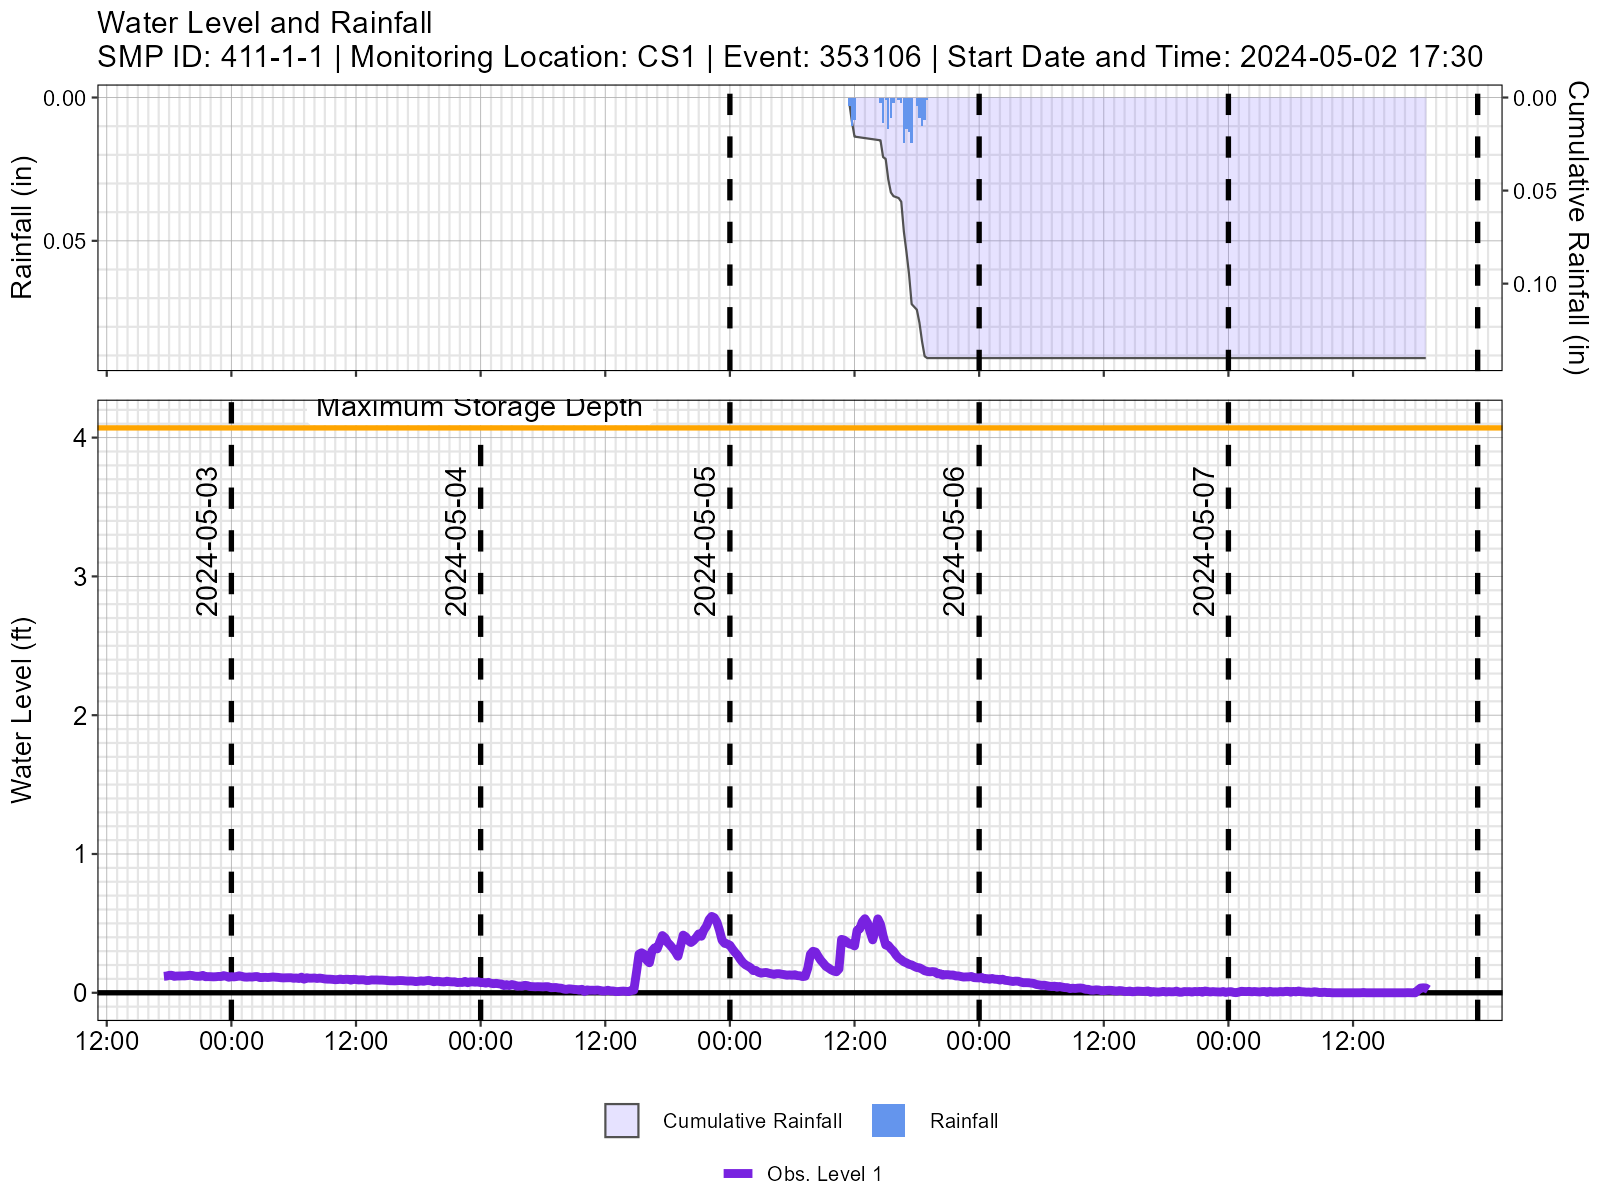 Water Level and Rainfall
SMP ID: 411-1-1 | Monitoring Location: CS1 | Event: 353106 | Start Date and Time: 2024-05-02 17:30
Rainfall (in)
0.00
0.05
0.00
0.05
0.10
Cumulative Rainfall (in)
Maximum Storage Depth
Water Level (ft)
4
3
2
1
0
2024-05-03
2024-05-04
2024-05-05
2024-05-06
2024-05-07
12:00 00:00 12:00 00:00 12:00 00:00 12:00 00:00 12:00 00:00 12:00
Cumulative Rainfall
Rainfall
Obs. Level 1